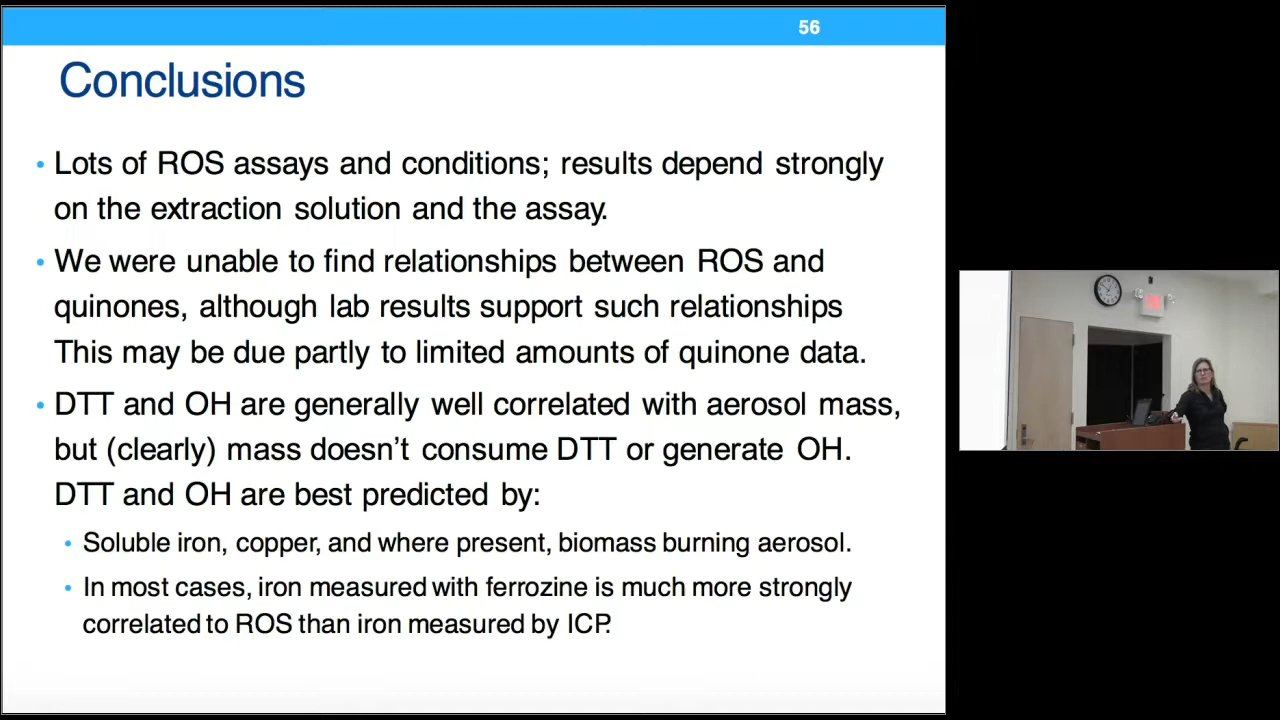 56
Conclusions
• Lots of ROS assays and conditions; results depend strongly
on the extraction solution and the assay.
• We were unable to find relationships between ROS and
quinones, although lab results support such relationships
This may be due partly to limited amounts of quinone data.
• DTT and OH are generally well correlated with aerosol mass,
but (clearly) mass doesn't consume DTT or generate OH.
DTT and OH are best predicted by:
• Soluble iron, copper, and where present, biomass burning aerosol.
• In most cases, iron measured with ferrozine is much more strongly
correlated to ROS than iron measured by ICP.